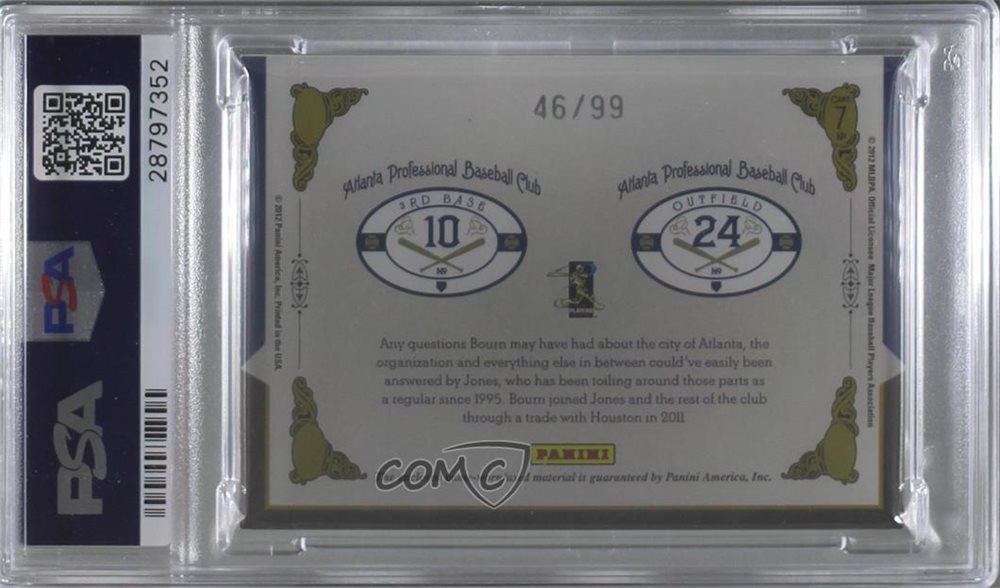 28797352
PSA
PSA
46/99
Card
7
Atlanta Professional Baseball Club
3RD BASE
10
Atlanta Professional Baseball Club
OUTFIELD
24
PLAYERS
Any questions Bourn may have had about the city of Atlanta, the
organization and everything else in between could've easily been
answered by Jones, who has been toiling around those parts as
a regular since 1995. Bourn joined Jones and the rest of the club
through a trade with Houston in 2011.
PANINI
COMC
material is guaranteed by Panini America, Inc.
© 2012 Panini America, Inc. Printed in the USA.
© 2012 MLBPA. Official Licensee Major League Baseball Players Association